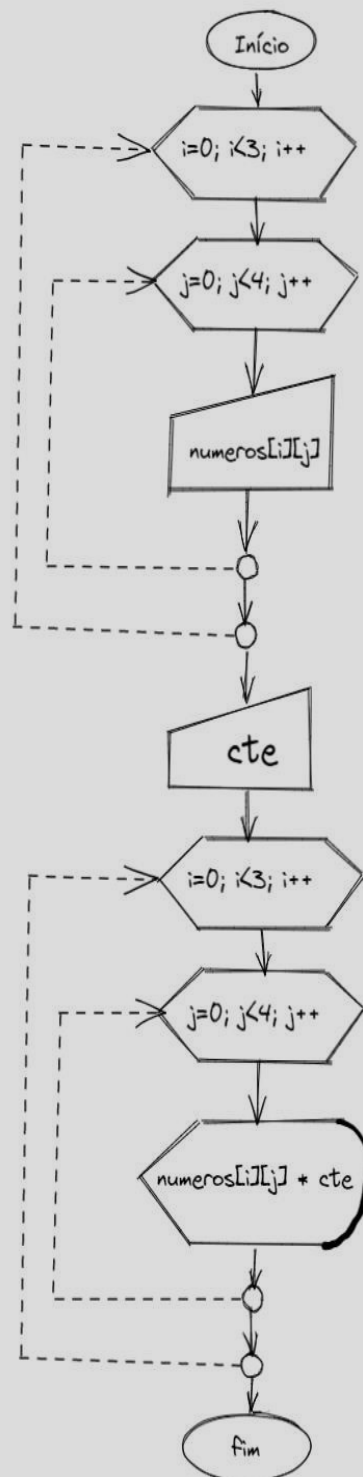 Início
i=0; i<3; i++
j=0; j<4; j++
numeros[i][j]
cte
i=0; i<3; i++
j=0; j<4; j++
numeros[i][j] * cte
fim